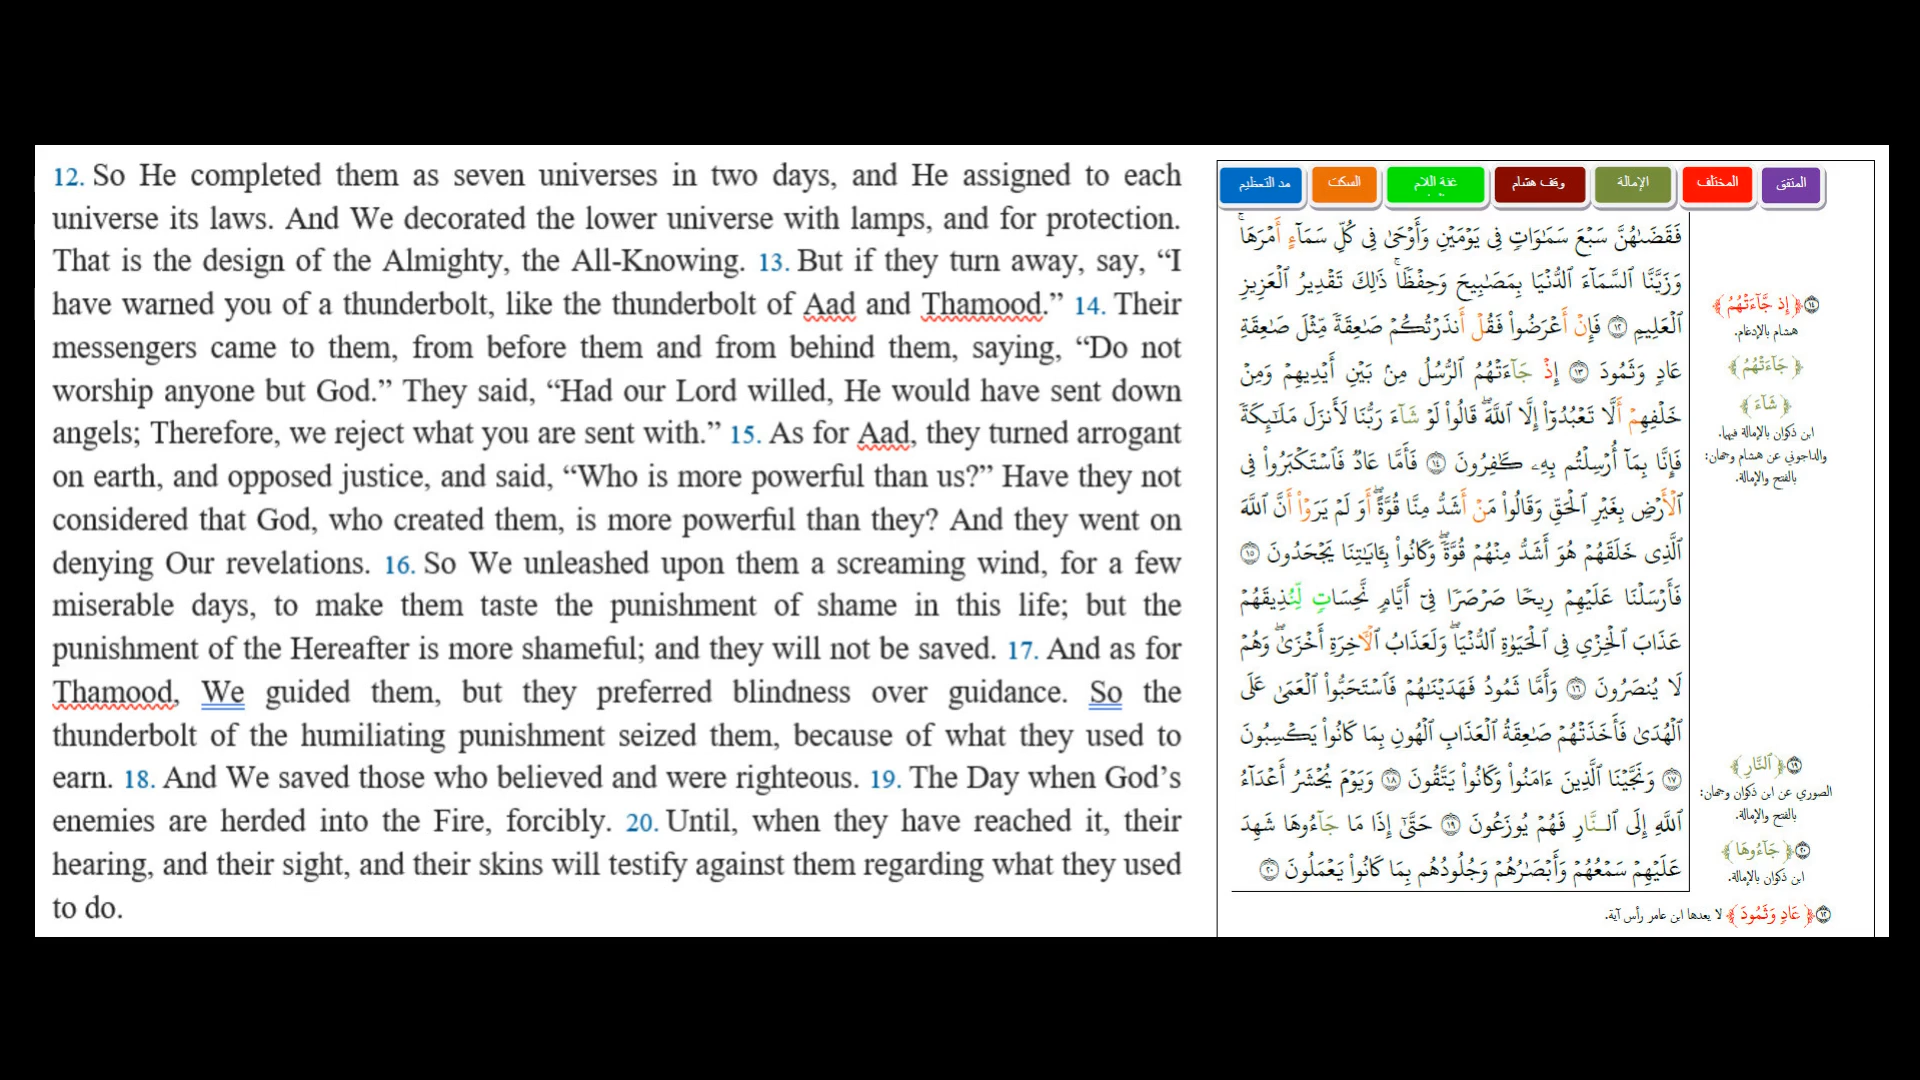 12. So He completed them as seven universes in two days, and He assigned to each
universe its laws. And We decorated the lower universe with lamps, and for protection.
That is the design of the Almighty, the All-Knowing. 13. But if they turn away, say, “I
have warned you of a thunderbolt, like the thunderbolt of Aad and Thamood.” 14. Their
messengers came to them, from before them and from behind them, saying, “Do not
worship anyone but God.” They said, “Had our Lord willed, He would have sent down
angels; Therefore, we reject what you are sent with.” 15. As for Aad, they turned arrogant
on earth, and opposed justice, and said, “Who is more powerful than us?” Have they not
considered that God, who created them, is more powerful than they? And they went on
denying Our revelations. 16. So We unleashed upon them a screaming wind, for a few
miserable days, to make them taste the punishment of shame in this life; but the
punishment of the Hereafter is more shameful; and they will not be saved. 17. And as for
Thamood, We guided them, but they preferred blindness over guidance. So the
thunderbolt of the humiliating punishment seized them, because of what they used to
earn. 18. And We saved those who believed and were righteous. 19. The Day when God’s
enemies are herded into the Fire, forcibly. 20. Until, when they have reached it, their
hearing, and their sight, and their skins will testify against them regarding what they used
to do.
المتفق المختلف الإمالة وقف هشام غنة اللام السكت مد التعظيم
فَقَضَىٰهُنَّ سَبْعَ سَمَٰوَاتٖ فِي يَوْمَيْنِ وَأَوْحَىٰ فِي كُلِّ سَمَآءٍ أَمْرَهَاۚ
وَزَيَّنَّا ٱلسَّمَآءَ ٱلدُّنْيَا بِمَصَٰبِيحَ وَحِفْظٗاۚ ذَٰلِكَ تَقْدِيرُ ٱلْعَزِيزِ
ٱلْعَلِيمِ ١٢ فَإِنْ أَعْرَضُواْ فَقُلْ أَنذَرْتُكُمْ صَٰعِقَةٗ مِّثْلَ صَٰعِقَةِ
عَادٖ وَثَمُودَ ١٣ إِذْ جَآءَتْهُمُ ٱلرُّسُلُ مِنۢ بَيْنِ أَيْدِيهِمْ وَمِنْ
خَلْفِهِمْ أَلَّا تَعْبُدُوٓاْ إِلَّا ٱللَّهَۖ قَالُواْ لَوْ شَآءَ رَبُّنَا لَأَنزَلَ مَلَٰٓئِكَةٗ
فَإِنَّا بِمَآ أُرْسِلْتُم بِهِۦ كَٰفِرُونَ ١٤ فَأَمَّا عَادٞ فَٱسْتَكْبَرُواْ فِي
ٱلْأَرْضِ بِغَيْرِ ٱلْحَقِّ وَقَالُواْ مَنْ أَشَدُّ مِنَّا قُوَّةًۖ أَوَ لَمْ يَرَوْاْ أَنَّ ٱللَّهَ
ٱلَّذِي خَلَقَهُمْ هُوَ أَشَدُّ مِنْهُمْ قُوَّةٗۖ وَكَانُواْ بِـَٔايَٰتِنَا يَجْحَدُونَ ١٥
فَأَرْسَلْنَا عَلَيْهِمْ رِيحٗا صَرْصَرٗا فِيٓ أَيَّامٖ نَّحِسَاتٖ لِّنُذِيقَهُمْ
عَذَابَ ٱلْخِزْيِ فِي ٱلْحَيَوٰةِ ٱلدُّنْيَاۖ وَلَعَذَابُ ٱلْأٓخِرَةِ أَخْزَىٰۖ وَهُمْ
لَا يُنصَرُونَ ١٦ وَأَمَّا ثَمُودُ فَهَدَيْنَٰهُمْ فَٱسْتَحَبُّواْ ٱلْعَمَىٰ عَلَى
ٱلْهُدَىٰ فَأَخَذَتْهُمْ صَٰعِقَةُ ٱلْعَذَابِ ٱلْهُونِ بِمَا كَانُواْ يَكْسِبُونَ
١٧ وَنَجَّيْنَا ٱلَّذِينَ ءَامَنُواْ وَكَانُواْ يَتَّقُونَ ١٨ وَيَوْمَ يُحْشَرُ أَعْدَآءُ
ٱللَّهِ إِلَى ٱلنَّارِ فَهُمْ يُوزَعُونَ ١٩ حَتَّىٰٓ إِذَا مَا جَآءُوهَا شَهِدَ
عَلَيْهِمْ سَمْعُهُمْ وَأَبْصَٰرُهُمْ وَجُلُودُهُم بِمَا كَانُواْ يَعْمَلُونَ ٢٠
١٤ ﴿إِذ جَّآءَتْهُمُ﴾
هشام بالإدغام.
﴿جَآءَتْهُمُ﴾
﴿شَآءَ﴾
ابن ذكوان بالإمالة فيها.
والداجوني عن هشام وجهان:
بالفتح والإمالة.
١٩ ﴿ٱلنَّارِ﴾
الصوري عن ابن ذكوان وجهان:
بالفتح والإمالة.
٢٠ ﴿جَآءُوهَا﴾
ابن ذكوان بالإمالة.
١٣ ﴿عَادٖ وَثَمُودَ﴾ لا يعدها ابن عامر رأس آية.